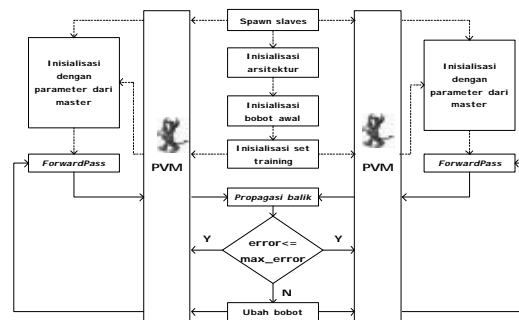 Spawn slaves
Inisialisasi
dengan
parameter dari
master
Inisialisasi
arsitektur
Inisialisasi
bobot awal
Inisialisasi set
training
Inisialisasi
dengan
parameter dari
master
ForwardPass
PVM
PVM
ForwardPass
Propagasi balik
Y
error<=
max_error
Y
N
Ubah bobot